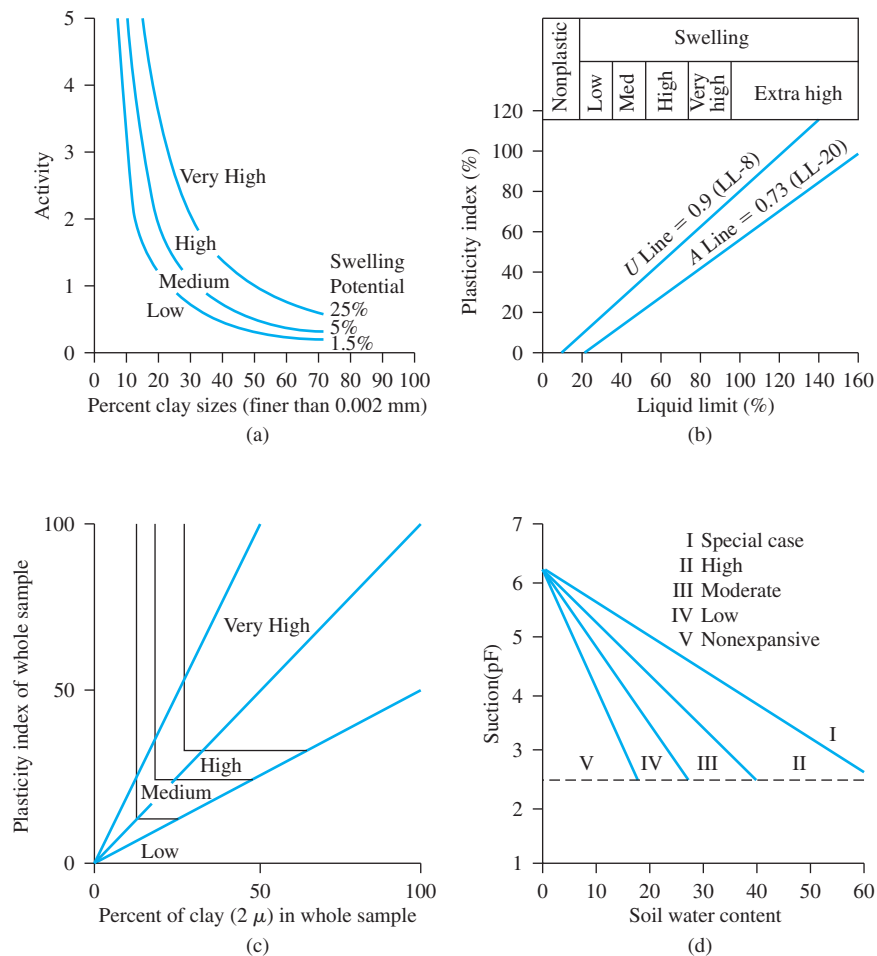 5
4
3
2
1
0
Activity
Very High
High
Medium
Low
Swelling
Potential
25%
5%
1.5%
0 10 20 30 40 50 60 70 80 90 100
Percent clay sizes (finer than 0.002 mm)
(a)
Swelling
Nonplastic
Low
Med
High
Very
high
Extra high
120
100
80
60
40
20
0
Plasticity index (%)
U Line = 0.9 (LL-8)
A Line = 0.73 (LL-20)
0 20 40 60 80 100 120 140 160
Liquid limit (%)
(b)
100
50
0
Plasticity index of whole sample
Very High
High
Medium
Low
0 50 100
Percent of clay (2 μ) in whole sample
(c)
7
6
5
4
3
2
1
Suction(pF)
I Special case
II High
III Moderate
IV Low
V Nonexpansive
I
V IV III II
0 10 20 30 40 50 60
Soil water content
(d)